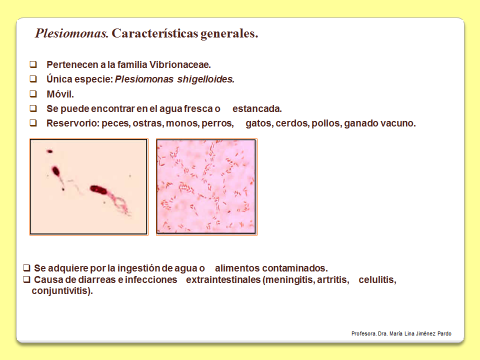 Plesiomonas. Características generales.
❑ Pertenecen a la familia Vibrionaceae.
❑ Única especie: Plesiomonas shigelloides.
❑ Móvil.
❑ Se puede encontrar en el agua fresca o estancada.
❑ Reservorio: peces, ostras, monos, perros, gatos, cerdos, pollos, ganado vacuno.
❑ Se adquiere por la ingestión de agua o alimentos contaminados.
❑ Causa de diarreas e infecciones extraintestinales (meningitis, artritis, celulitis,
conjuntivitis).
Profesora: Dra. María Lina Jiménez Pardo